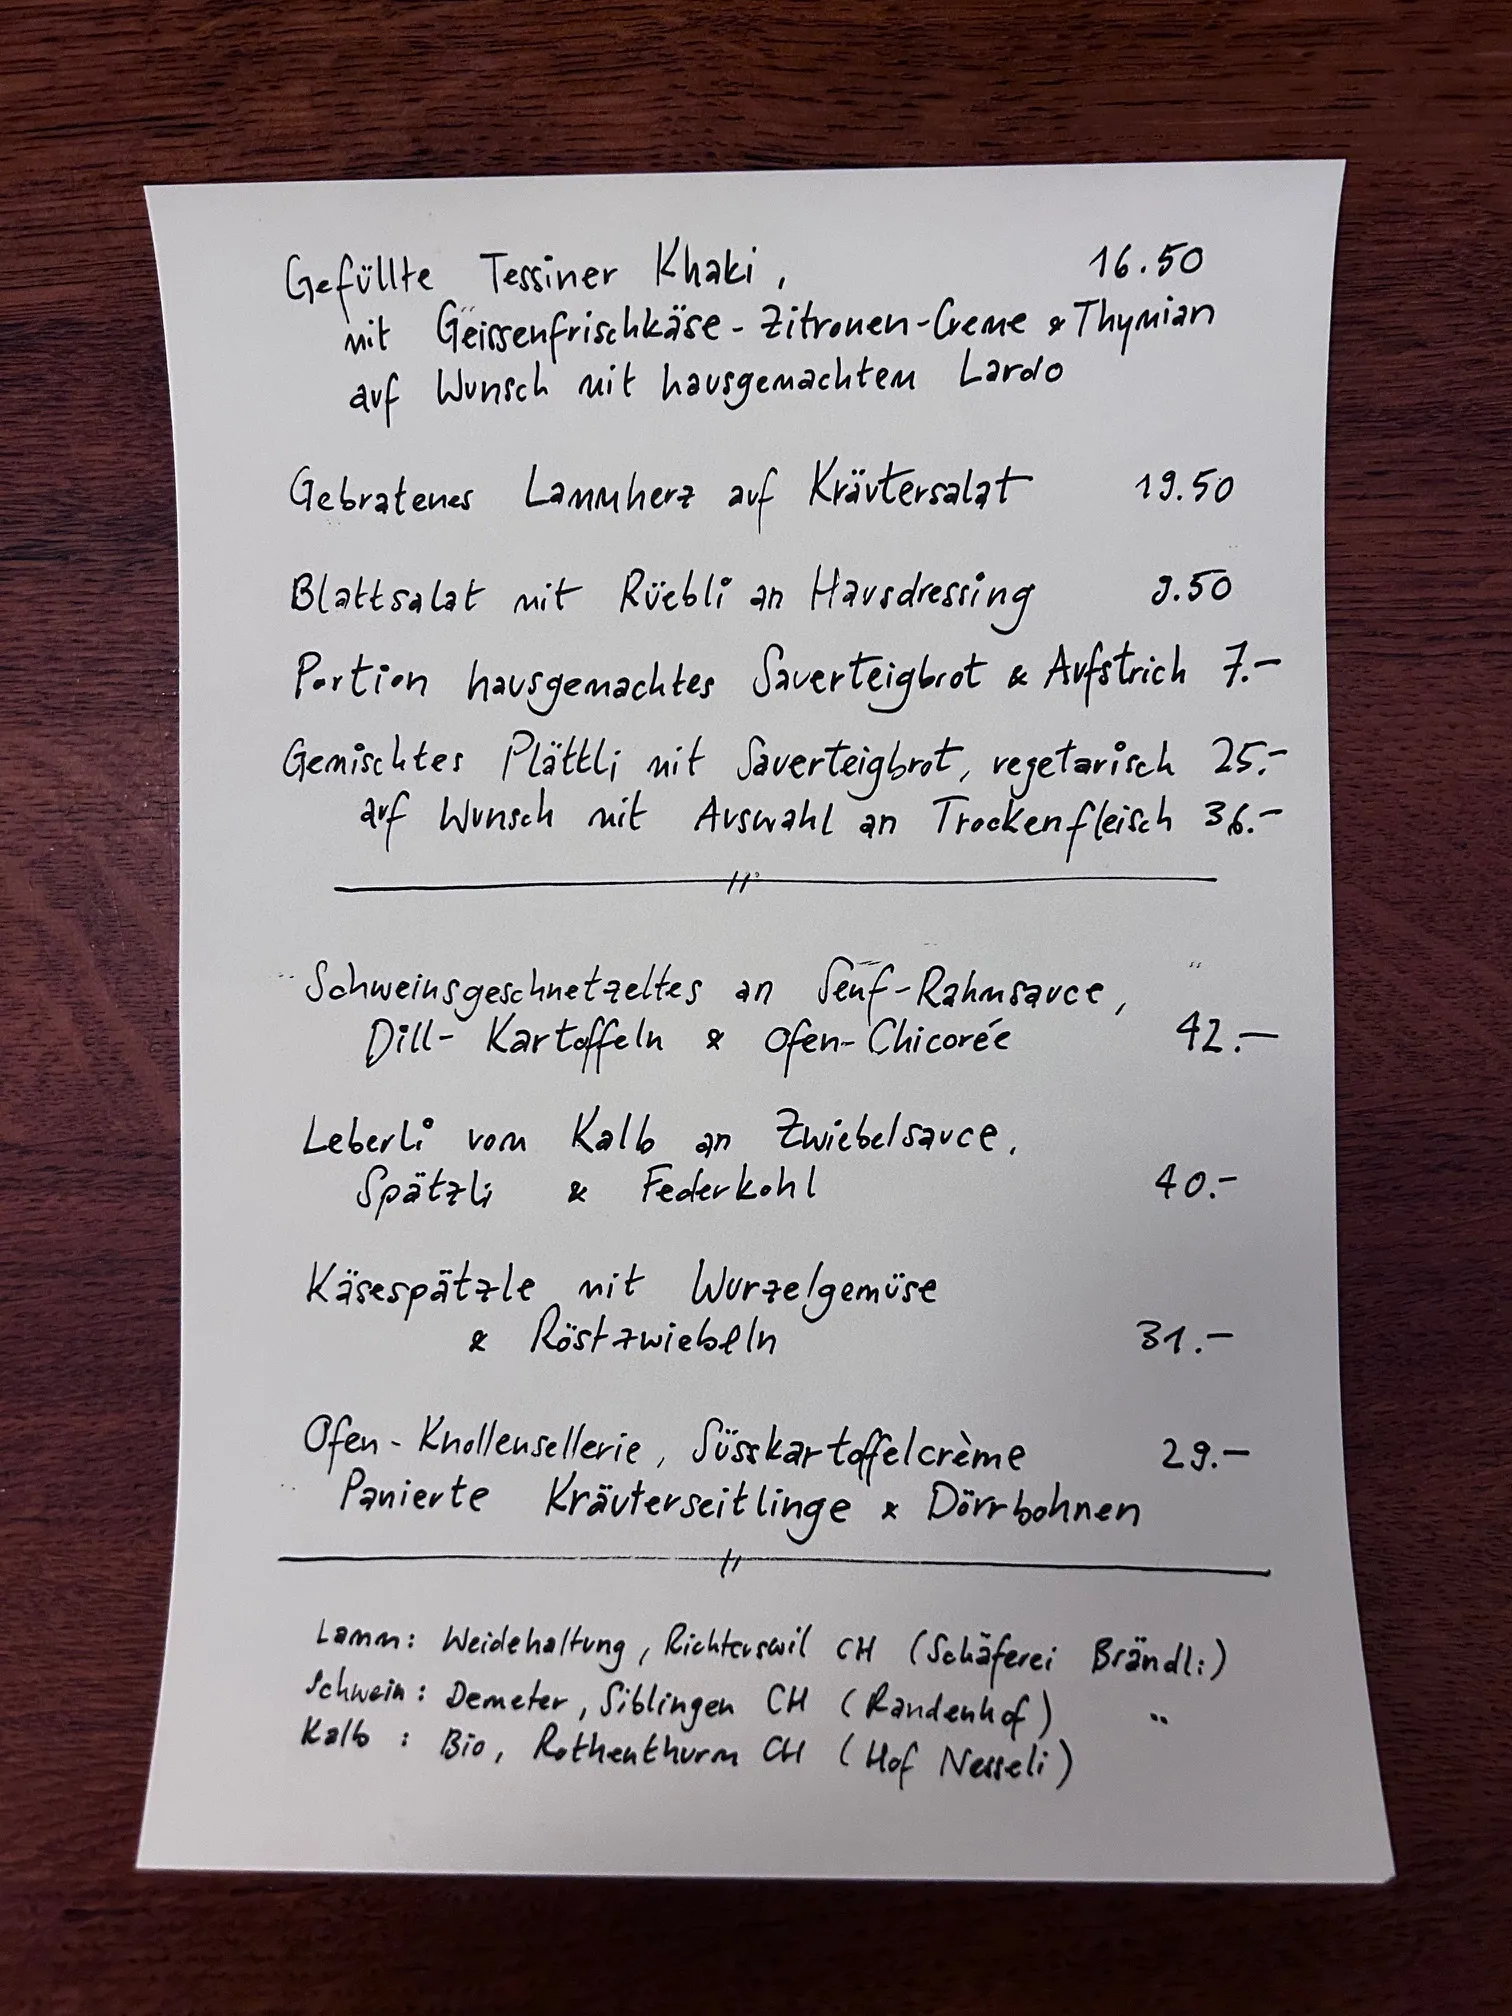 Gefüllte Tessiner Khaki, 16.50
mit Geissenfrischkäse-Zitronen-Creme & Thymian
auf Wunsch mit hausgemachtem Lardo
Gebratenes Lammherz auf Kräutersalat 19.50
Blattsalat mit Rüebli an Hausdressing 9.50
Portion hausgemachtes Sauerteigbrot & Aufstrich 7.-
Gemischtes Plättli mit Sauerteigbrot, vegetarisch 25.-
auf Wunsch mit Auswahl an Trockenfleisch 36.-
Schweinsgeschnetzeltes an Senf-Rahmsauce,
Dill-Kartoffeln & Ofen-Chicorée 42.-
Leberli vom Kalb an Zwiebelsauce,
Spätzli & Federkohl 40.-
Käsespätzle mit Wurzelgemüse
& Röstzwiebeln 31.-
Ofen-Knollensellerie, Süsskartoffelcrème 29.-
Panierte Kräuterseitlinge & Dörrbohnen
Lamm: Weidehaltung, Richterswil CH (Schäferei Brändli)
Schwein: Demeter, Siblingen CH (Randenhof)
Kalb: Bio, Rothenthurm CH (Hof Nesseli)